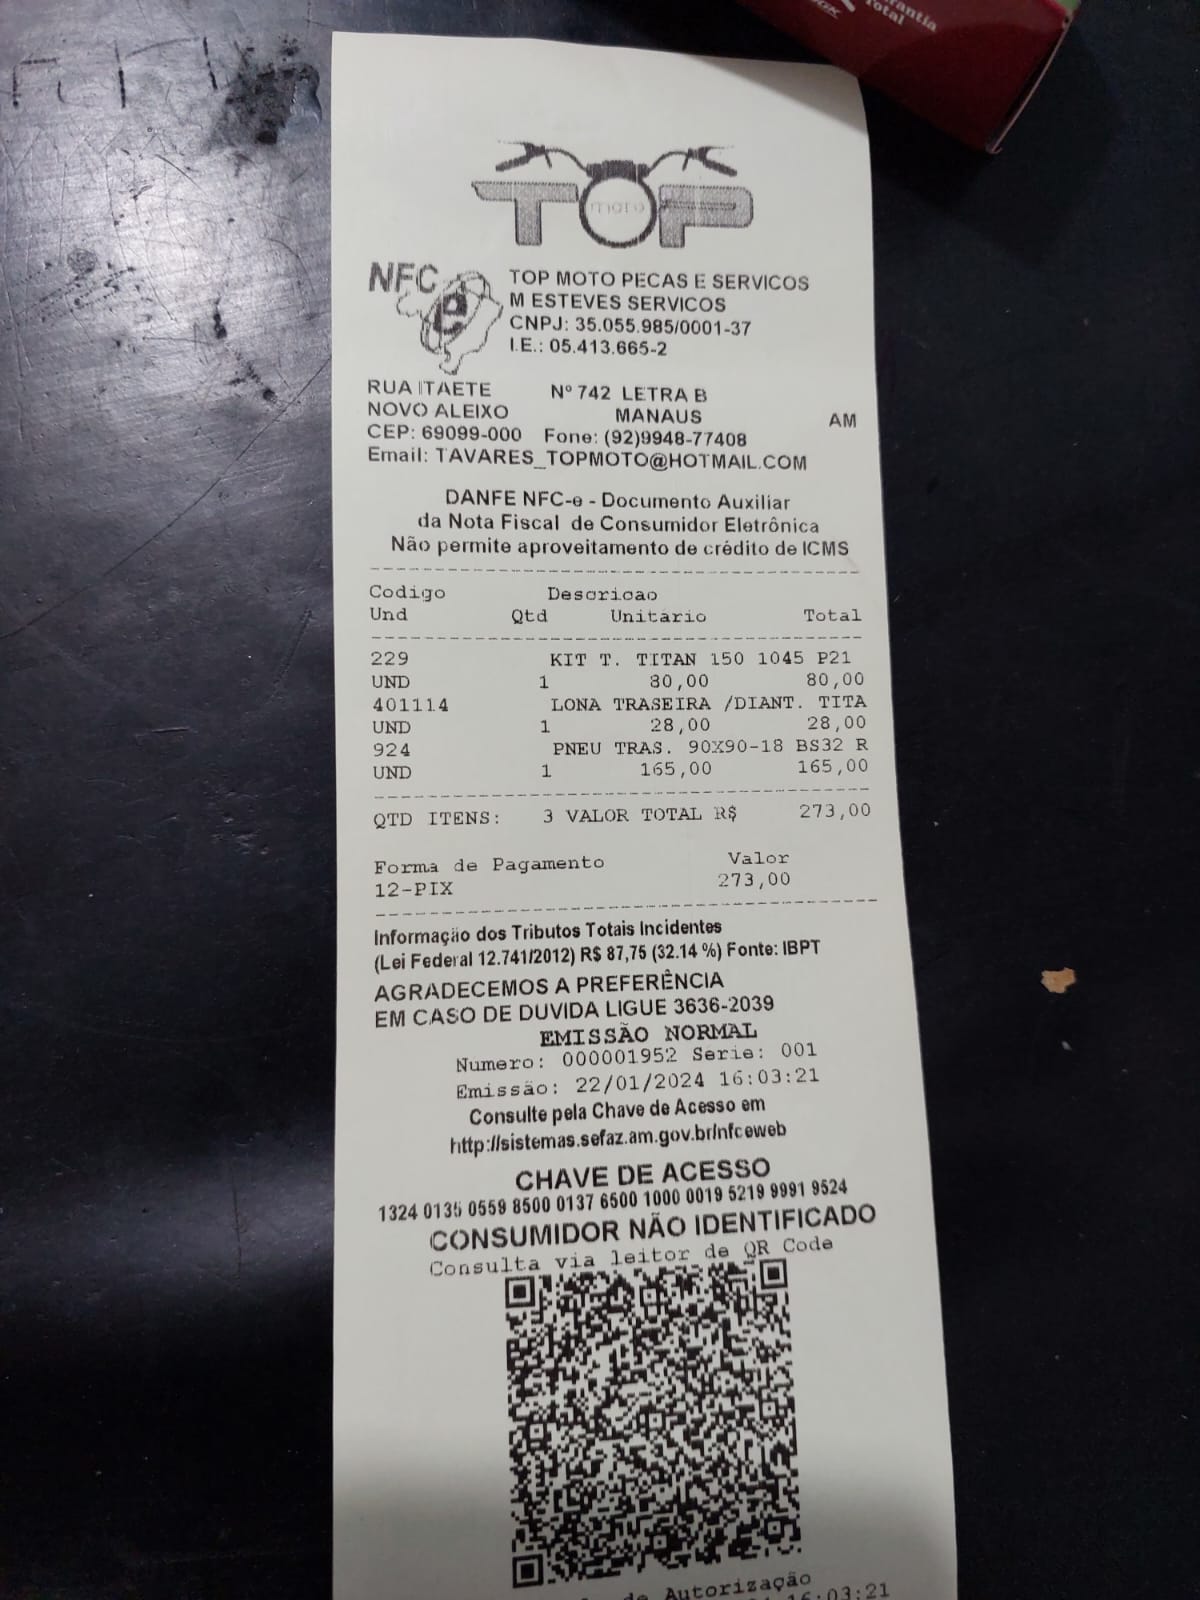 arantia
Total
TOP
moto
NFC
TOP MOTO PECAS E SERVICOS
M ESTEVES SERVICOS
CNPJ: 35.055.985/0001-37
I.E.: 05.413.665-2
RUA ITAETE Nº 742 LETRA B
NOVO ALEIXO MANAUS AM
CEP: 69099-000 Fone: (92)9948-77408
Email: TAVARES_TOPMOTO@HOTMAIL.COM
DANFE NFC-e - Documento Auxiliar
da Nota Fiscal de Consumidor Eletrônica
Não permite aproveitamento de crédito de ICMS
Codigo Descricao
Und Qtd Unitario Total
229 KIT T. TITAN 150 1045 P21
UND 1 80,00 80,00
401114 LONA TRASEIRA /DIANT. TITA
UND 1 28,00 28,00
924 PNEU TRAS. 90X90-18 BS32 R
UND 1 165,00 165,00
QTD ITENS: 3 VALOR TOTAL R$ 273,00
Forma de Pagamento Valor
12-PIX 273,00
Informação dos Tributos Totais Incidentes
(Lei Federal 12.741/2012) R$ 87,75 (32.14 %) Fonte: IBPT
AGRADECEMOS A PREFERÊNCIA
EM CASO DE DUVIDA LIGUE 3636-2039
EMISSÃO NORMAL
Numero: 000001952 Serie: 001
Emissão: 22/01/2024 16:03:21
Consulte pela Chave de Acesso em
http://sistemas.sefaz.am.gov.br/nfceweb
CHAVE DE ACESSO
1324 0135 0559 8500 0137 6500 1000 0019 5219 9991 9524
CONSUMIDOR NÃO IDENTIFICADO
Consulta via leitor de QR Code
de Autorização
16:03:21